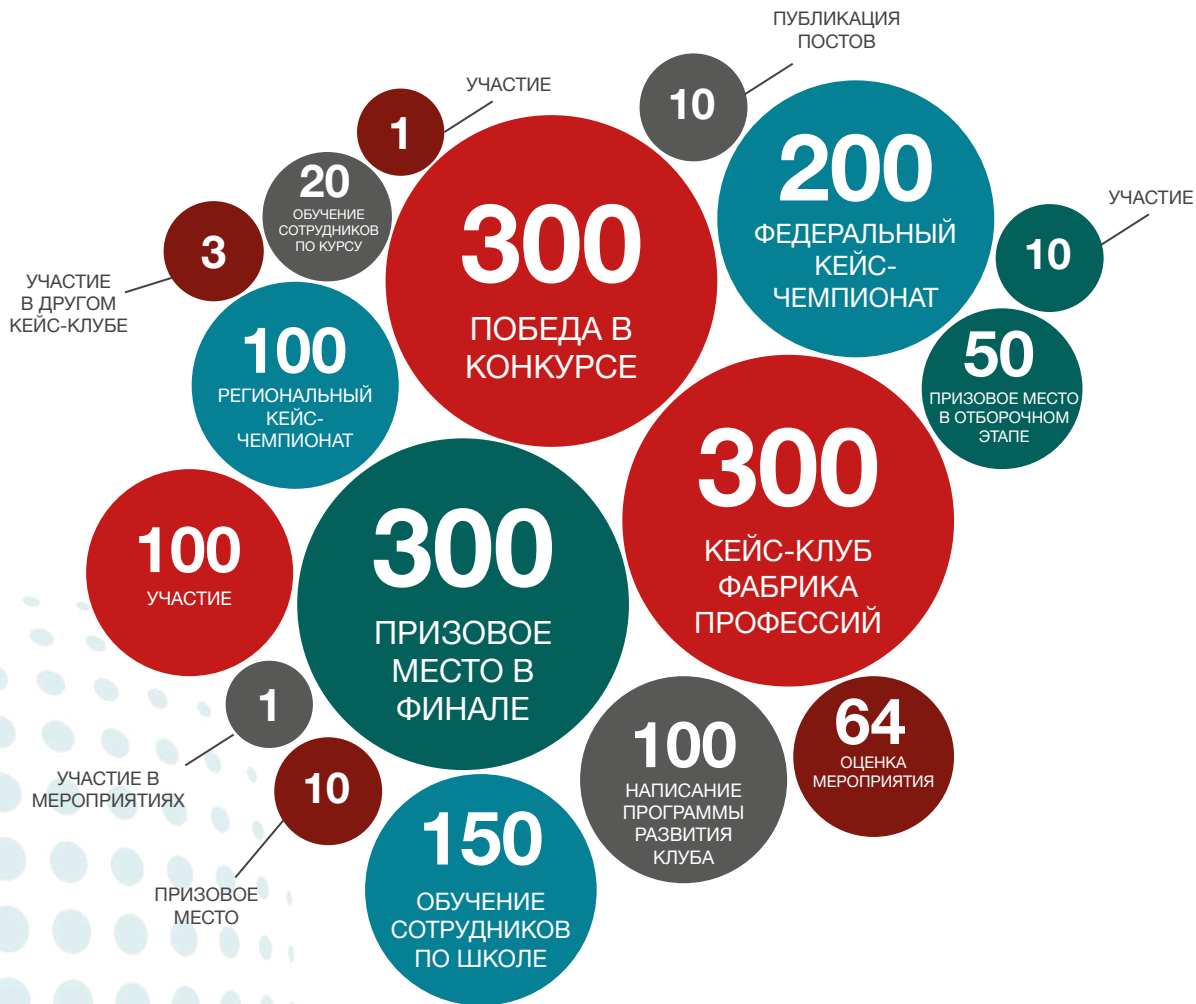 ПУБЛИКАЦИЯ
ПОСТОВ
10
УЧАСТИЕ
1
20
ОБУЧЕНИЕ
СОТРУДНИКОВ
ПО КУРСУ
300
ПОБЕДА В
КОНКУРСЕ
200
ФЕДЕРАЛЬНЫЙ
КЕЙС-
ЧЕМПИОНАТ
УЧАСТИЕ
10
3
УЧАСТИЕ
В ДРУГОМ
КЕЙС-КЛУБЕ
100
РЕГИОНАЛЬНЫЙ
КЕЙС-
ЧЕМПИОНАТ
50
ПРИЗОВОЕ МЕСТО
В ОТБОРОЧНОМ
ЭТАПЕ
300
КЕЙС-КЛУБ
ФАБРИКА
ПРОФЕССИЙ
100
УЧАСТИЕ
300
ПРИЗОВОЕ
МЕСТО В
ФИНАЛЕ
1
УЧАСТИЕ В
МЕРОПРИЯТИЯХ
10
ПРИЗОВОЕ
МЕСТО
100
НАПИСАНИЕ
ПРОГРАММЫ
РАЗВИТИЯ
КЛУБА
64
ОЦЕНКА
МЕРОПРИЯТИЯ
150
ОБУЧЕНИЕ
СОТРУДНИКОВ
ПО ШКОЛЕ